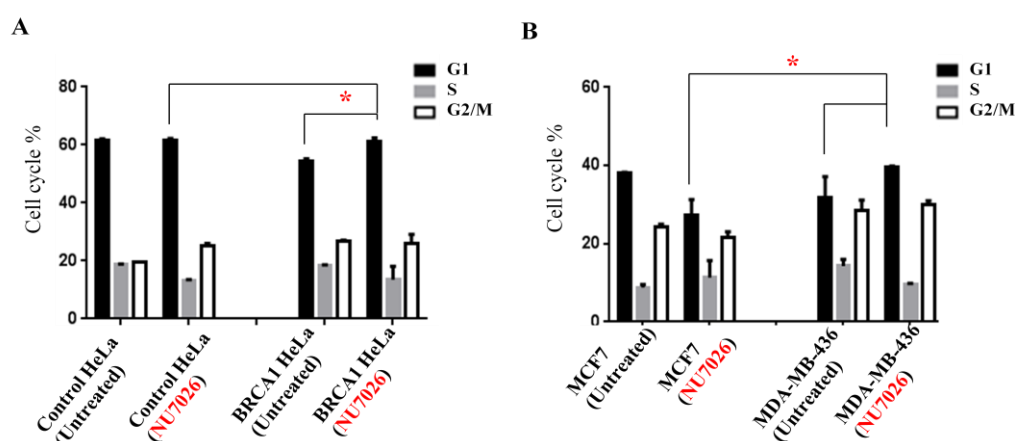 A
Cell cycle %
80
60
40
20
0
*
G1
S
G2/M
Control HeLa
(Untreated)
Control HeLa
(NU7026)
BRCA1 HeLa
(Untreated)
BRCA1 HeLa
(NU7026)
B
Cell cycle %
60
40
20
0
*
G1
S
G2/M
MCF7
(Untreated)
MCF7
(NU7026)
MDA-MB-436
(Untreated)
MDA-MB-436
(NU7026)